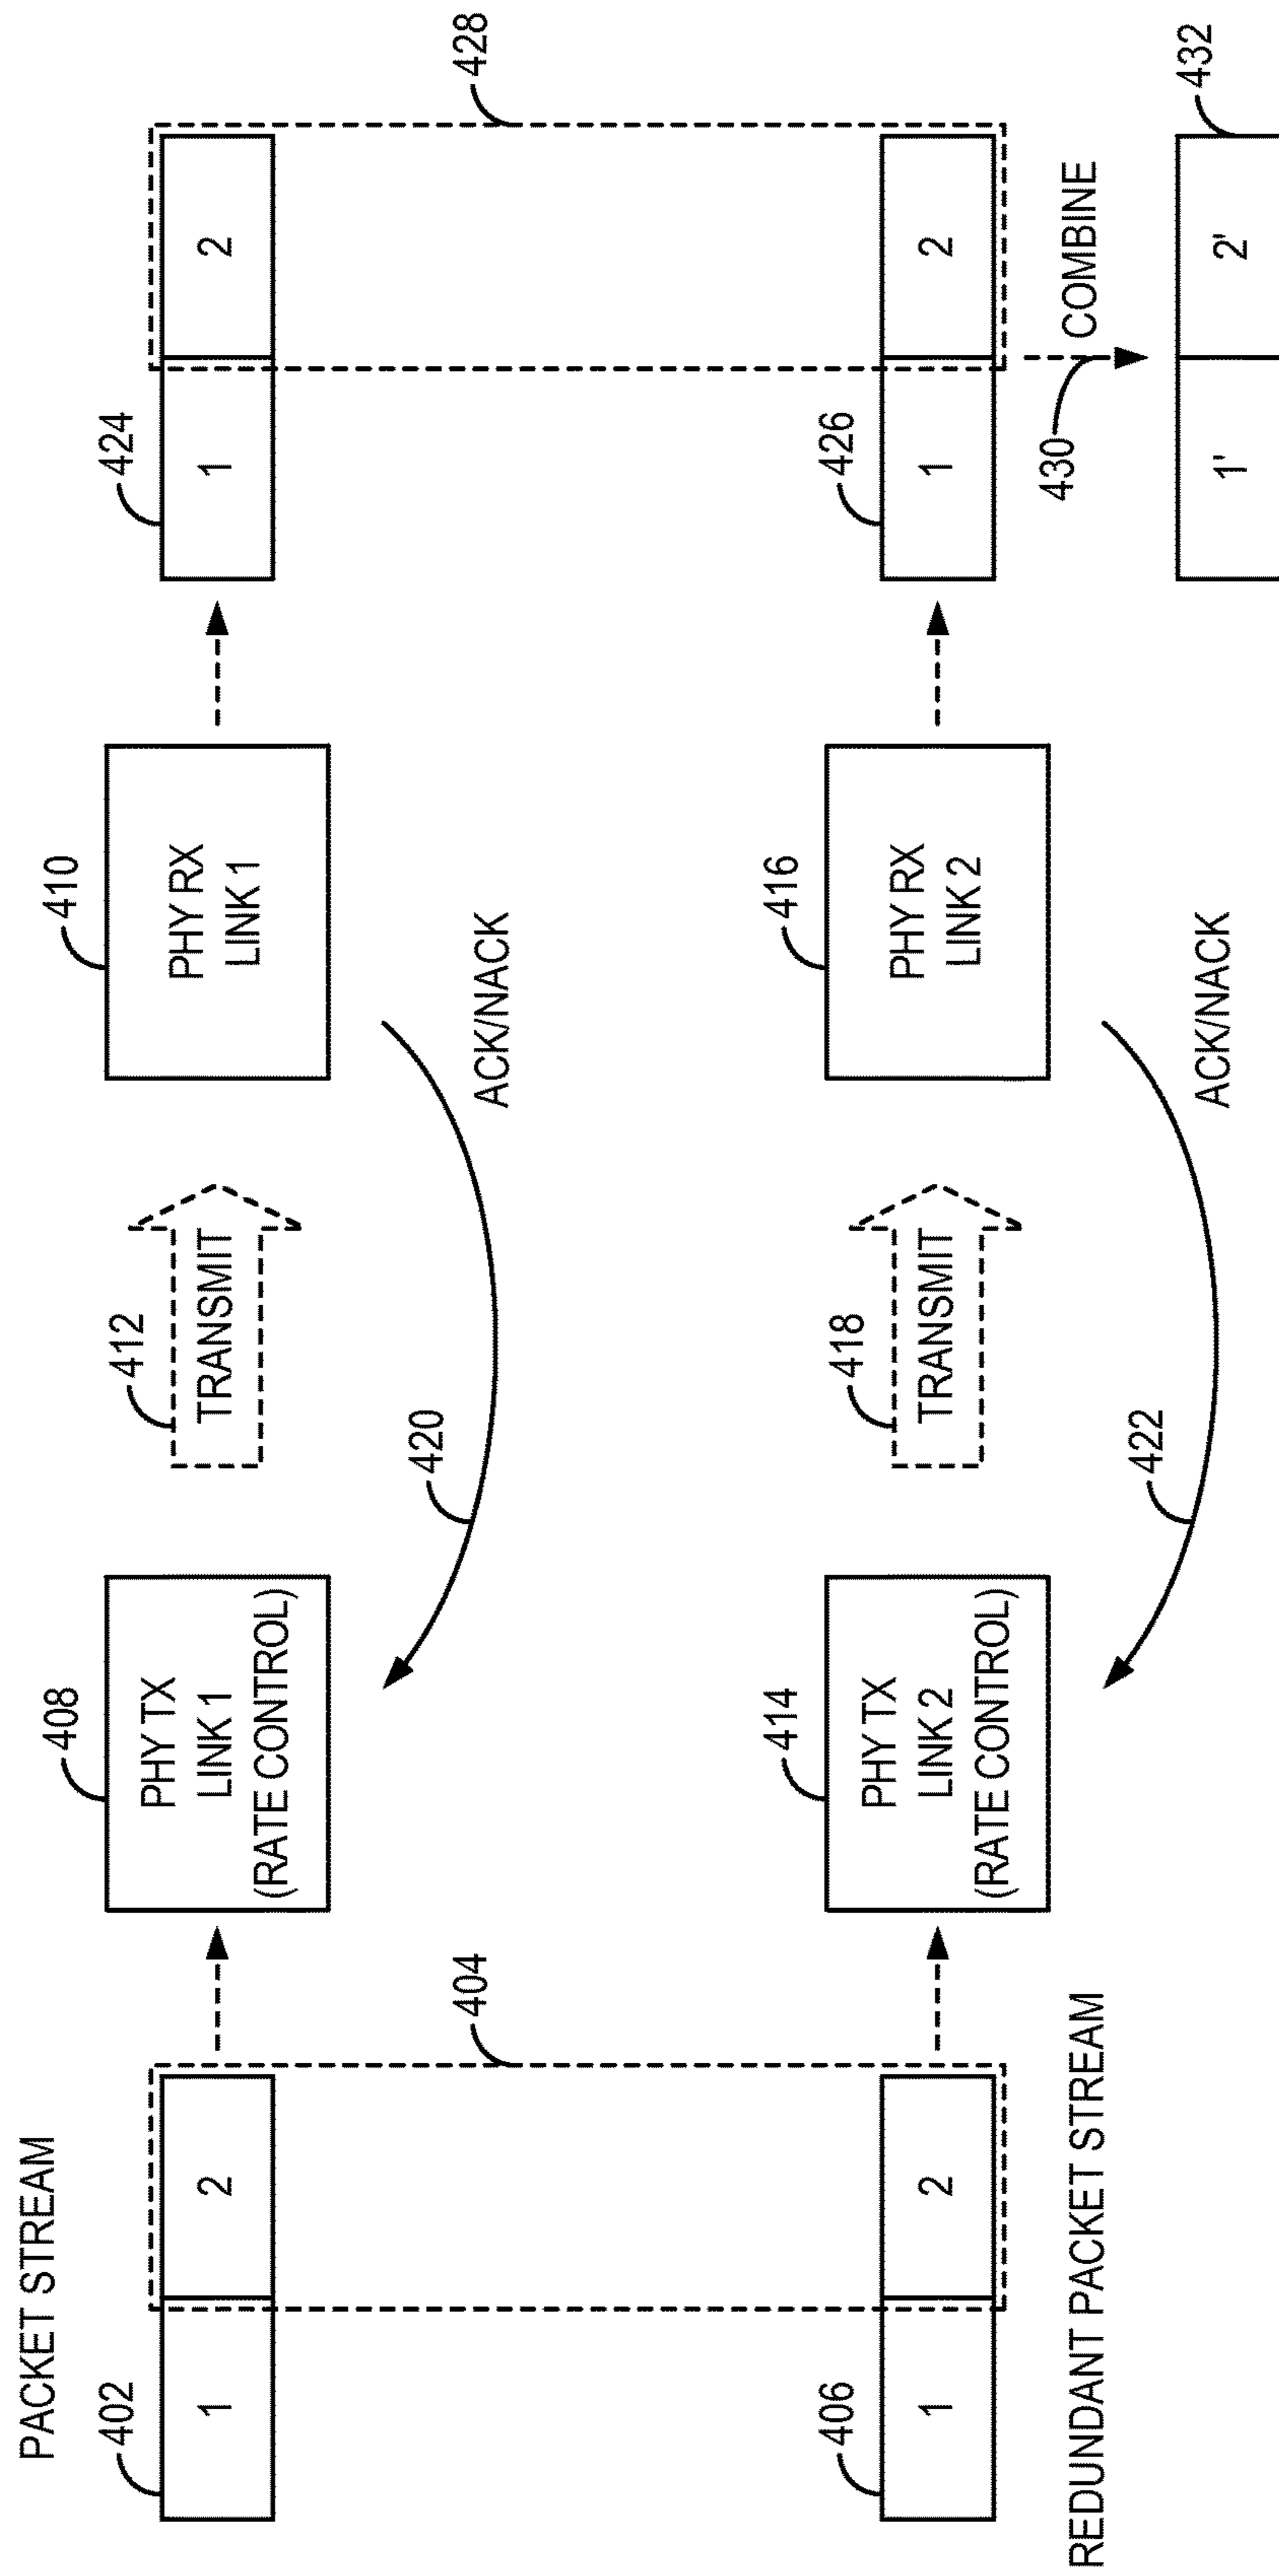 PACKET STREAM
402
1
2
404
408
PHY TX
LINK 1
(RATE CONTROL)
412
TRANSMIT
420
410
PHY RX
LINK 1
ACK/NACK
424
1
2
428
406
1
2
REDUNDANT PACKET STREAM
414
PHY TX
LINK 2
(RATE CONTROL)
418
TRANSMIT
422
416
PHY RX
LINK 2
ACK/NACK
426
1
2
430
COMBINE
1'
2'
432